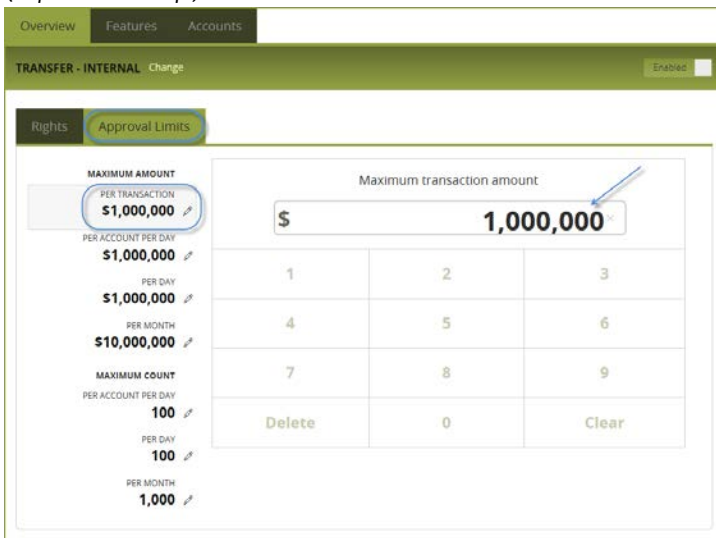 Overview Features Accounts
TRANSFER - INTERNAL Change Enabled
Rights Approval Limits
MAXIMUM AMOUNT
PER TRANSACTION
$1,000,000
PER ACCOUNT PER DAY
$1,000,000
PER DAY
$1,000,000
PER MONTH
$10,000,000
MAXIMUM COUNT
PER ACCOUNT PER DAY
100
PER DAY
100
PER MONTH
1,000
Maximum transaction amount
$ 1,000,000 ×
1 2 3
4 5 6
7 8 9
Delete 0 Clear